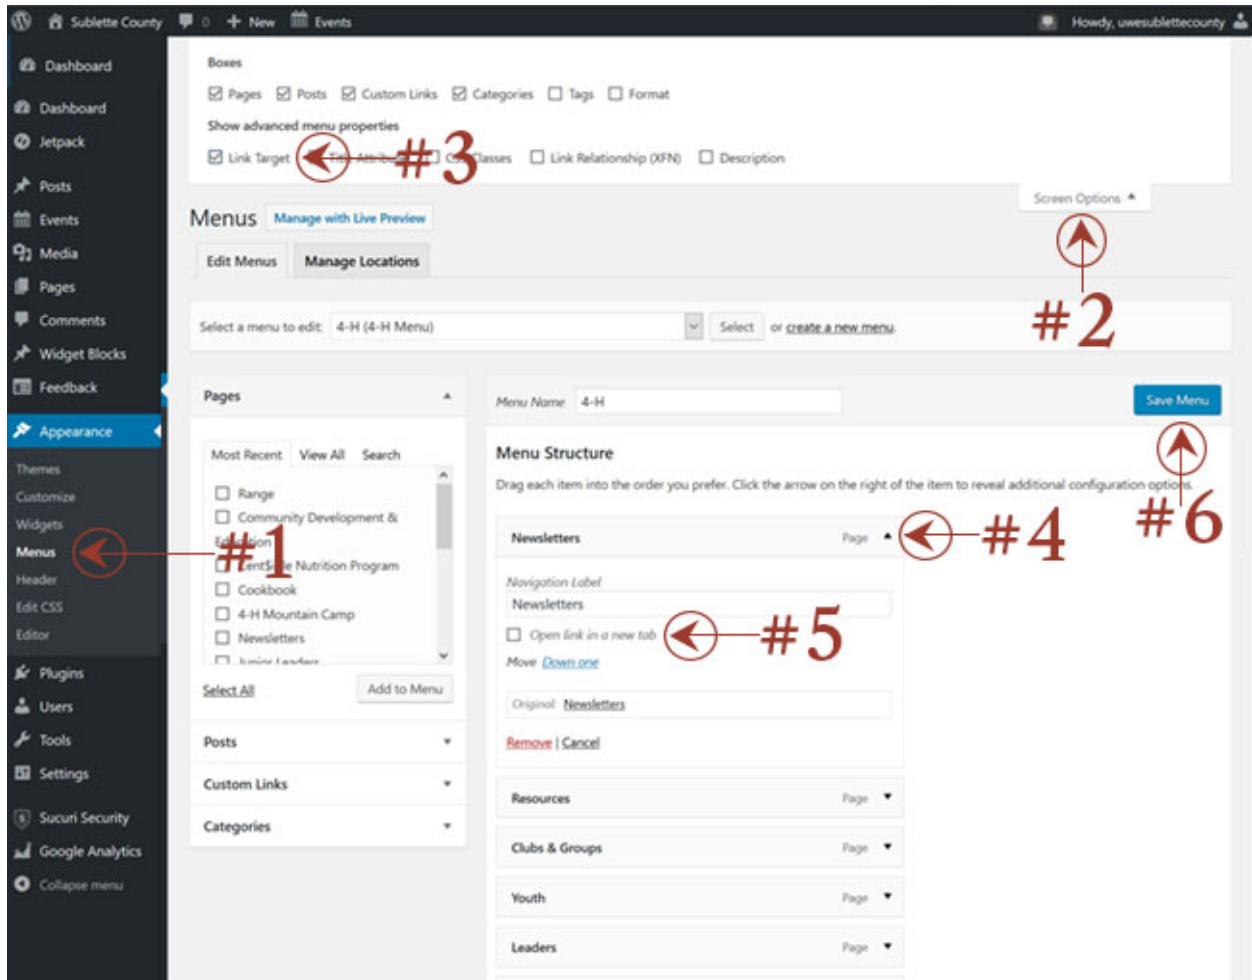 Sublette County 0 + New Events Howdy, uwesublettecounty
Dashboard
Dashboard
Jetpack
Posts
Events
Media
Pages
Comments
Widget Blocks
Feedback
Appearance
Themes
Customize
Widgets
Menus
#1
Header
Edit CSS
Editor
Plugins
Users
Tools
Settings
Sucuri Security
Google Analytics
Collapse menu
Boxes
Pages Posts Custom Links Categories Tags Format
Show advanced menu properties
Link Target Title Attribute CSS Classes Link Relationship (XFN) Description
#3
Screen Options
#2
Menus Manage with Live Preview
Edit Menus Manage Locations
Select a menu to edit: 4-H (4-H Menu) Select or create a new menu.
Pages
Most Recent View All Search
Range
Community Development &
Education
Cent$ible Nutrition Program
Cookbook
4-H Mountain Camp
Newsletters
Junior Leaders
Select All Add to Menu
Posts
Custom Links
Categories
Menu Name 4-H Save Menu
#6
Menu Structure
Drag each item into the order you prefer. Click the arrow on the right of the item to reveal additional configuration options.
Newsletters Page
#4
Navigation Label
Newsletters
Open link in a new tab
#5
Move Down one
Original: Newsletters
Remove | Cancel
Resources Page
Clubs & Groups Page
Youth Page
Leaders Page